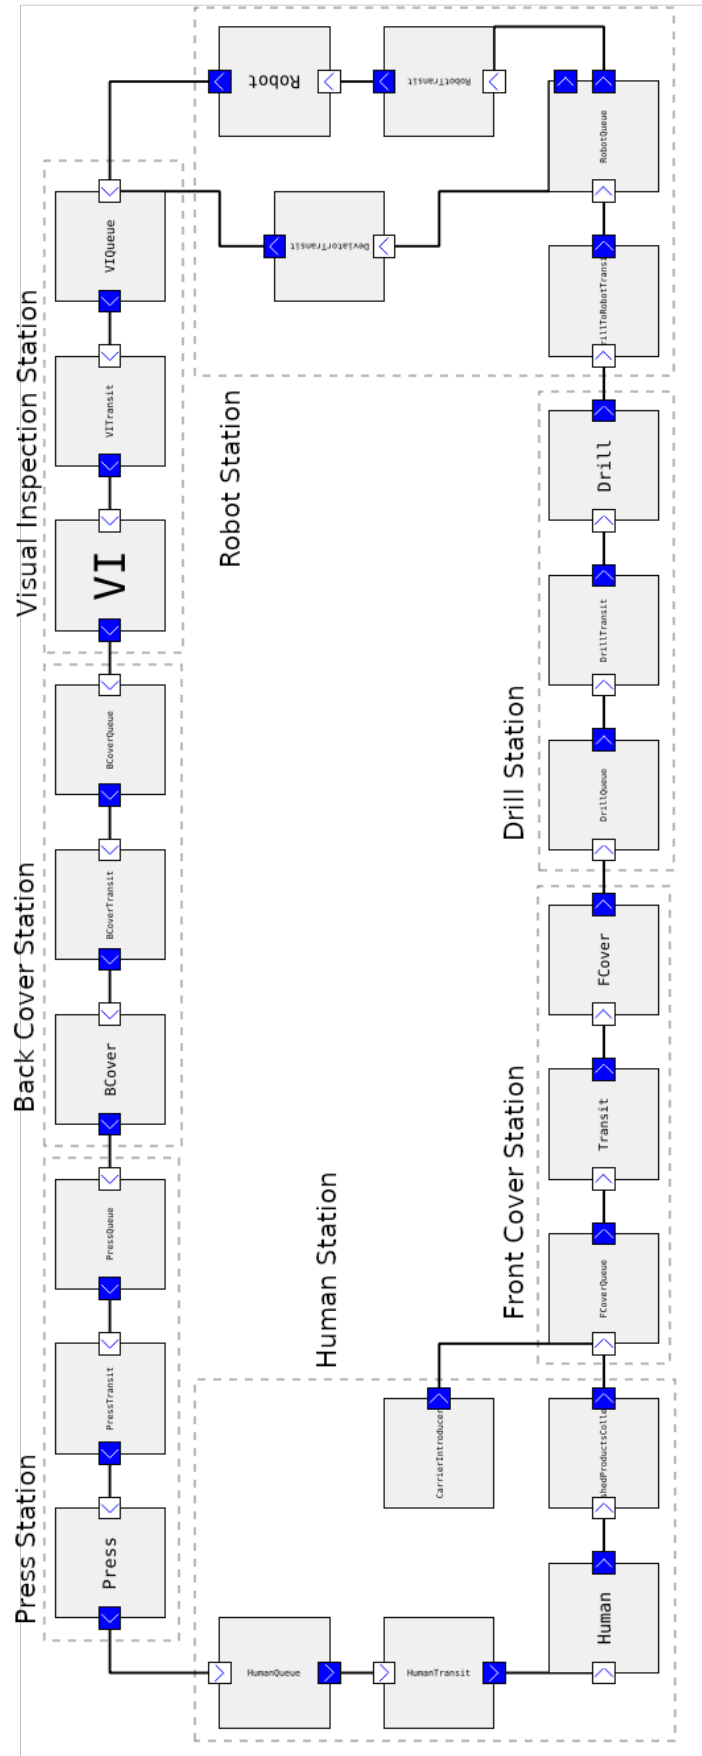 Robot
RobotTransit
RobotQueue
DeviatorTransit
rillToRobotTransi
Robot Station
VIQueue
VITransit
VI
Visual Inspection Station
Drill
DrillTransit
DrillQueue
Drill Station
BCoverQueue
BCoverTransit
BCover
Back Cover Station
FCover
Transit
FCoverQueue
Front Cover Station
PressQueue
PressTransit
Press
Press Station
Human Station
CarrierIntroducer
shedProductsColle
Human
HumanQueue
HumanTransit